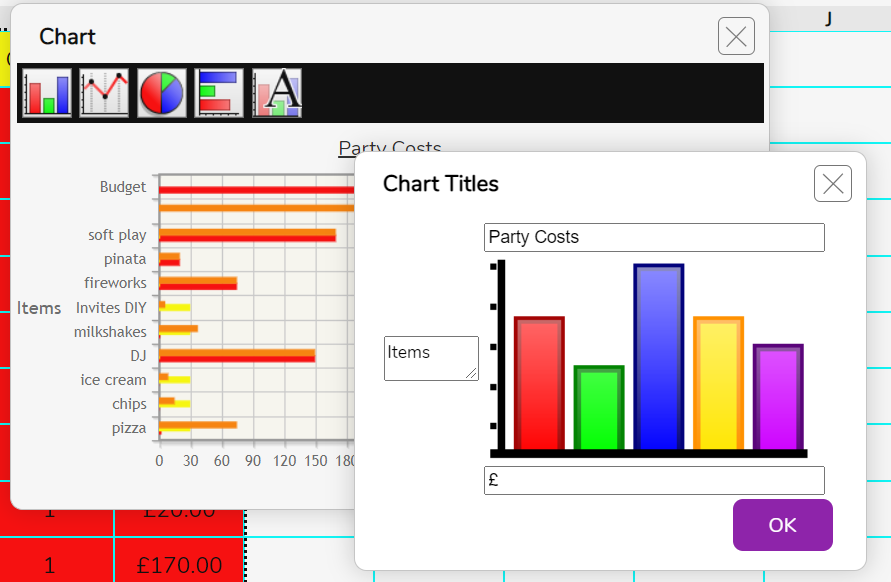 Chart
J
A
Party Costs
Chart Titles
Party Costs
Budget
soft play
pinata
fireworks
Items
Invites DIY
milkshakes
DJ
ice cream
chips
pizza
0 30 60 90 120 150 180
Items
£
OK
1 £20.00
1 £170.00